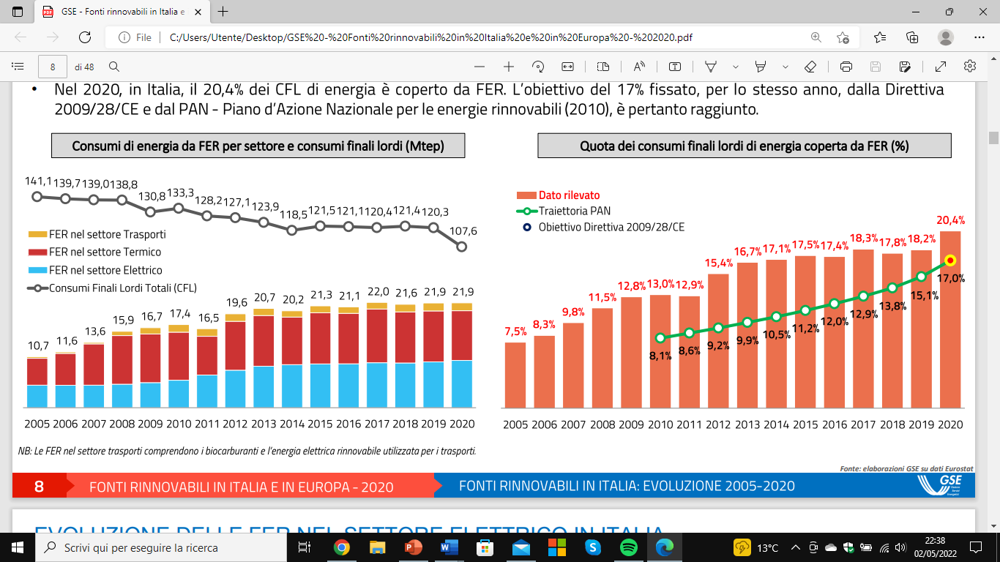 GSE - Fonti rinnovabili in Italia e
File
C:/Users/Utente/Desktop/GSE%20-%20Fonti%20rinnovabili%20in%20Italia%20e%20in%20Europa%20-%202020.pdf
8 di 48
• Nel 2020, in Italia, il 20,4% dei CFL di energia è coperto da FER. L'obiettivo del 17% fissato, per lo stesso anno, dalla Direttiva
2009/28/CE e dal PAN - Piano d'Azione Nazionale per le energie rinnovabili (2010), è pertanto raggiunto.
Consumi di energia da FER per settore e consumi finali lordi (Mtep)
141,1 139,7 139,0 138,8 130,8 133,3 128,2 127,1 123,9 118,5 121,5 121,1 120,4 121,4 120,3 107,6
FER nel settore Trasporti
FER nel settore Termico
FER nel settore Elettrico
Consumi Finali Lordi Totali (CFL)
10,7 11,6 13,6 15,9 16,7 17,4 16,5 19,6 20,7 20,2 21,3 21,1 22,0 21,6 21,9 21,9
2005 2006 2007 2008 2009 2010 2011 2012 2013 2014 2015 2016 2017 2018 2019 2020
NB: Le FER nel settore trasporti comprendono i biocarburanti e l'energia elettrica rinnovabile utilizzata per i trasporti.
Quota dei consumi finali lordi di energia coperta da FER (%)
Dato rilevato
Traiettoria PAN
Obiettivo Direttiva 2009/28/CE
7,5% 8,3% 9,8% 11,5% 12,8% 13,0% 12,9% 15,4% 16,7% 17,1% 17,5% 17,4% 18,3% 17,8% 18,2% 20,4%
8,1% 8,6% 9,2% 9,9% 10,5% 11,2% 12,0% 12,9% 13,8% 15,1% 17,0%
2005 2006 2007 2008 2009 2010 2011 2012 2013 2014 2015 2016 2017 2018 2019 2020
Fonte: elaborazioni GSE su dati Eurostat
8 FONTI RINNOVABILI IN ITALIA E IN EUROPA - 2020
FONTI RINNOVABILI IN ITALIA: EVOLUZIONE 2005-2020
GSE
EVOLUZIONE DELLE FER NEL SETTORE ELETTRICO IN ITALIA
Scrivi qui per eseguire la ricerca
13°C
22:38
02/05/2022